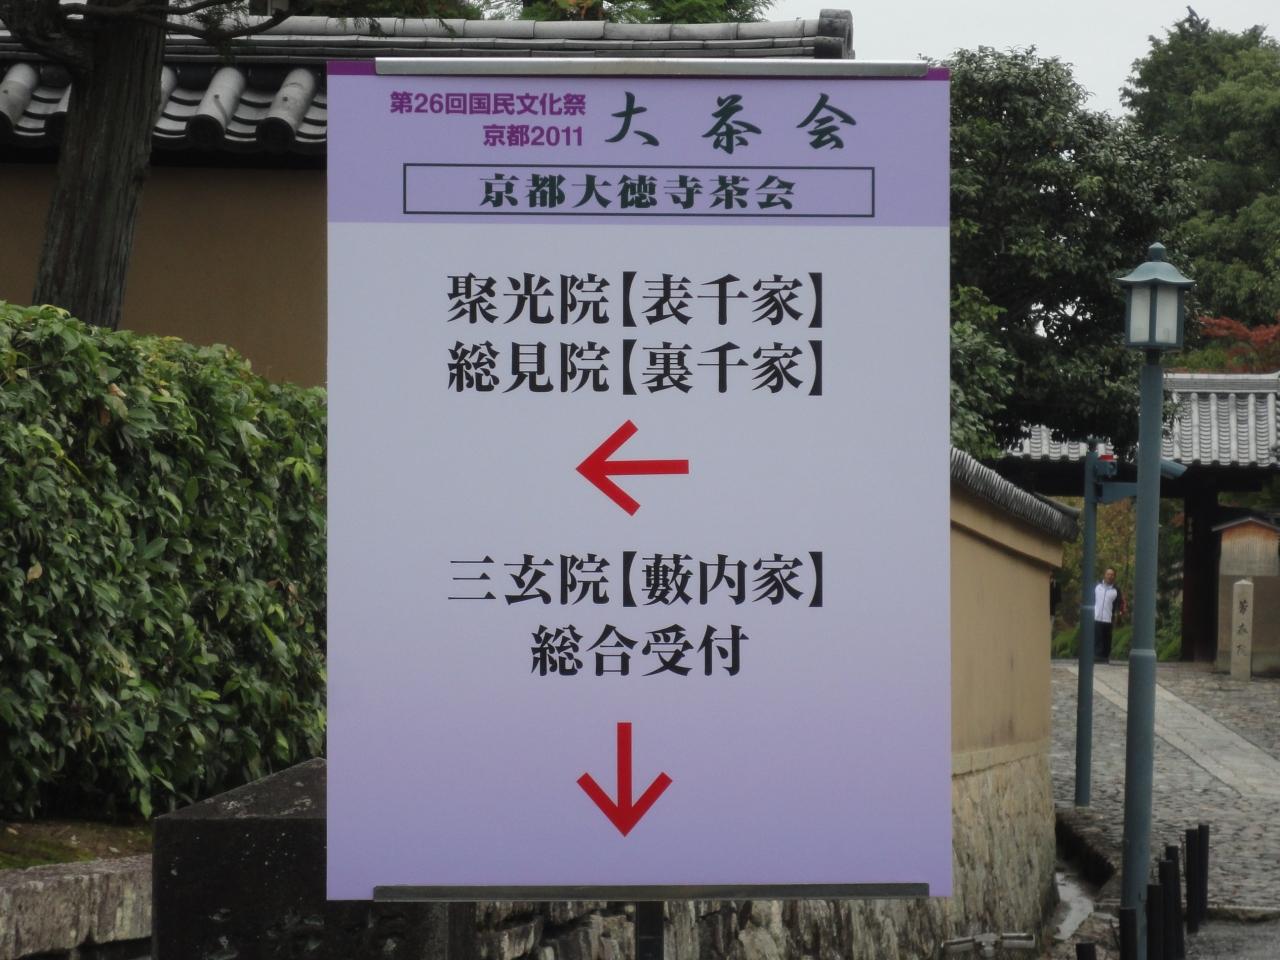 第26回国民文化祭
京都2011
大茶会
京都大徳寺茶会
聚光院【表千家】
総見院【裏千家】
三玄院【藪内家】
総合受付